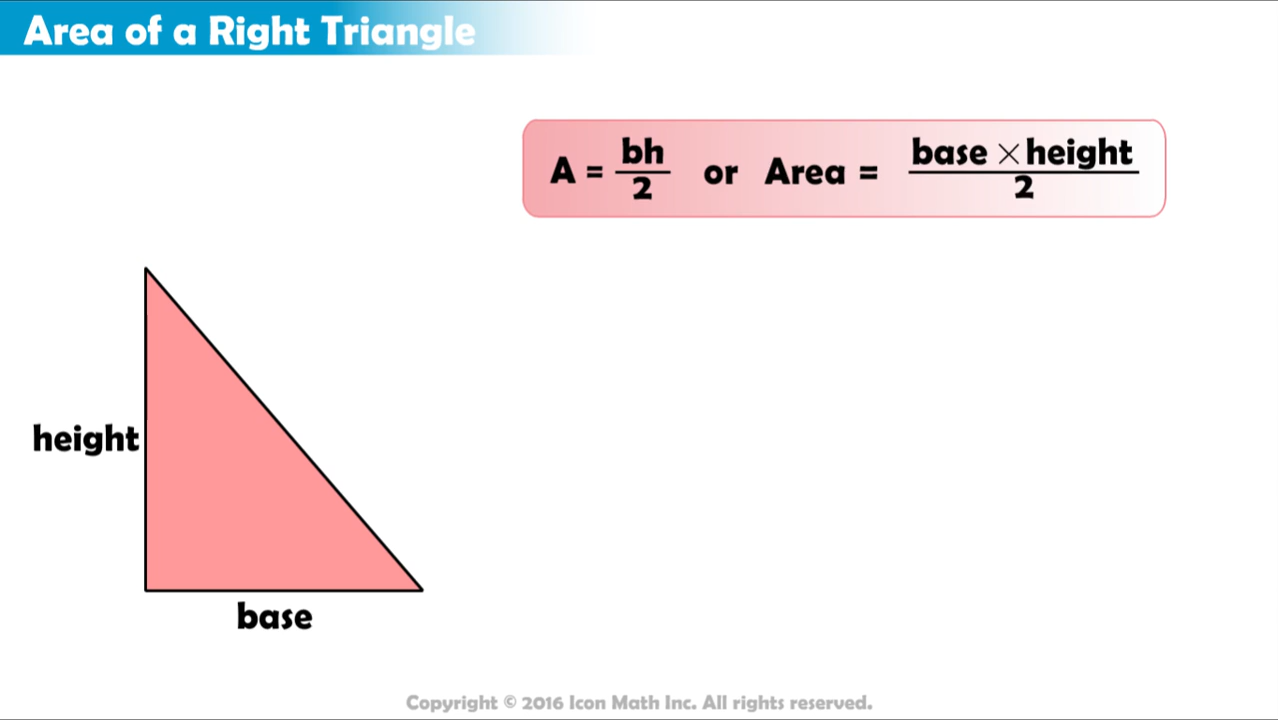 Area of a Right Triangle
A = bh/2 or Area = base × height/2
height
base
Copyright © 2016 Icon Math Inc. All rights reserved.